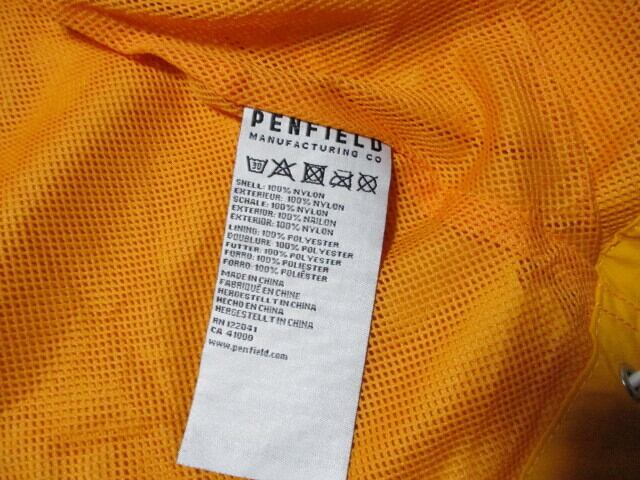 PENFIELD
MANUFACTURING CO
30
SHELL: 100% NYLON
EXTERIEUR: 100% NYLON
SCHALE: 100% NYLON
EXTERIOR: 100% NAILON
EXTERIOR: 100% NYLON
LINING: 100% POLYESTER
DOUBLURE 100% POLYESTER
FUTTER: 100% POLYESTER
FORRO: 100% POLIESTER
FORRO: 100% POLIÉSTER
MADE IN CHINA
FABRIQUÉ EN CHINE
HERGESTELLT IN CHINA
HECHO EN CHINA
HERGESTELLT IN CHINA
RN 122041
CA 41000
www.penfield.com